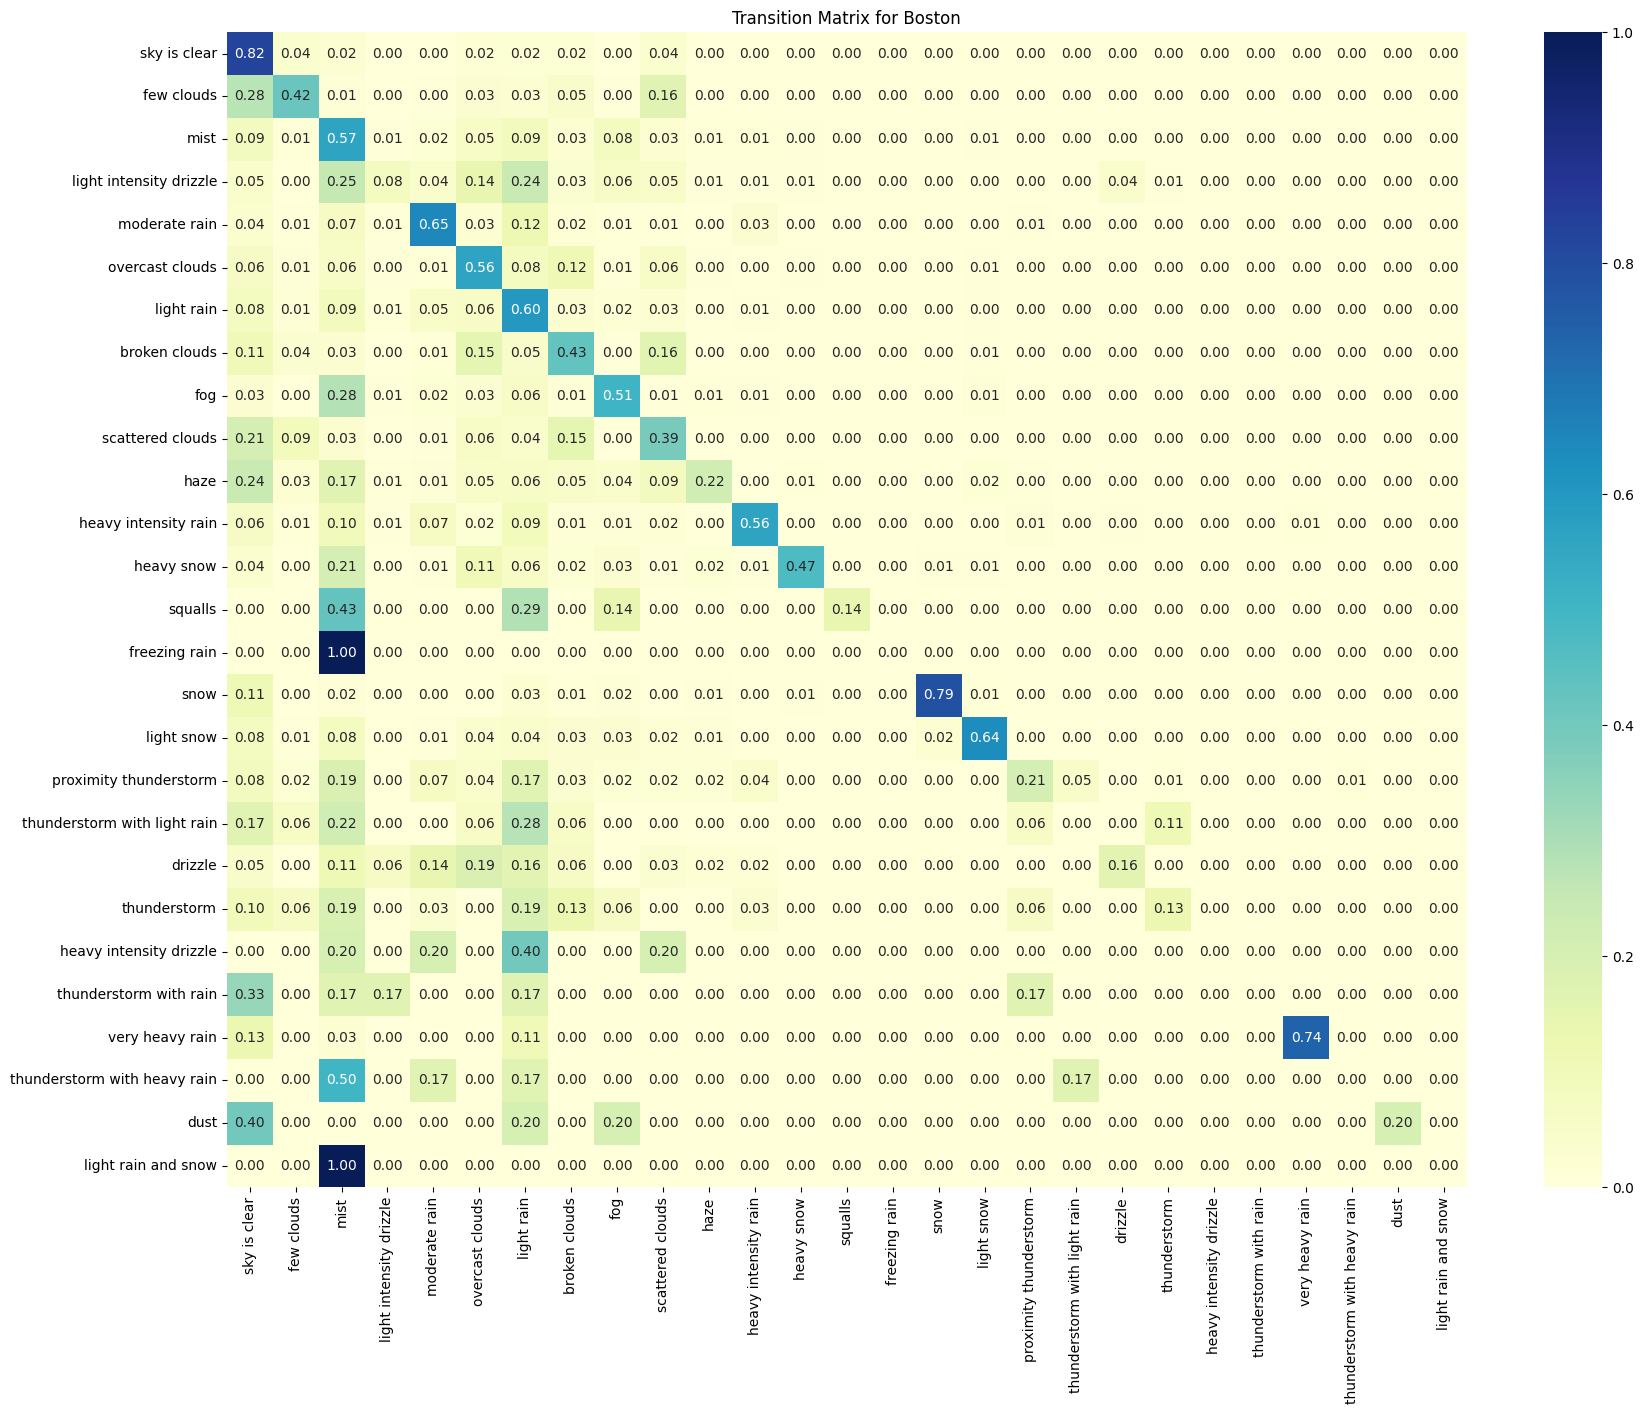 Transition Matrix for Boston
sky is clear 0.82 0.04 0.02 0.00 0.00 0.02 0.02 0.02 0.00 0.04 0.00 0.00 0.00 0.00 0.00 0.00 0.00 0.00 0.00 0.00 0.00 0.00 0.00 0.00 0.00 0.00 0.00
few clouds 0.28 0.42 0.01 0.00 0.00 0.03 0.03 0.05 0.00 0.16 0.00 0.00 0.00 0.00 0.00 0.00 0.00 0.00 0.00 0.00 0.00 0.00 0.00 0.00 0.00 0.00 0.00
mist 0.09 0.01 0.57 0.01 0.02 0.05 0.09 0.03 0.08 0.03 0.01 0.01 0.00 0.00 0.00 0.00 0.01 0.00 0.00 0.00 0.00 0.00 0.00 0.00 0.00 0.00 0.00
light intensity drizzle 0.05 0.00 0.25 0.08 0.04 0.14 0.24 0.03 0.06 0.05 0.01 0.01 0.01 0.00 0.00 0.00 0.00 0.00 0.00 0.04 0.01 0.00 0.00 0.00 0.00 0.00 0.00
moderate rain 0.04 0.01 0.07 0.01 0.65 0.03 0.12 0.02 0.01 0.01 0.00 0.03 0.00 0.00 0.00 0.00 0.00 0.01 0.00 0.00 0.00 0.00 0.00 0.00 0.00 0.00 0.00
overcast clouds 0.06 0.01 0.06 0.00 0.01 0.56 0.08 0.12 0.01 0.06 0.00 0.00 0.00 0.00 0.00 0.00 0.01 0.00 0.00 0.00 0.00 0.00 0.00 0.00 0.00 0.00 0.00
light rain 0.08 0.01 0.09 0.01 0.05 0.06 0.60 0.03 0.02 0.03 0.00 0.01 0.00 0.00 0.00 0.00 0.00 0.00 0.00 0.00 0.00 0.00 0.00 0.00 0.00 0.00 0.00
broken clouds 0.11 0.04 0.03 0.00 0.01 0.15 0.05 0.43 0.00 0.16 0.00 0.00 0.00 0.00 0.00 0.00 0.01 0.00 0.00 0.00 0.00 0.00 0.00 0.00 0.00 0.00 0.00
fog 0.03 0.00 0.28 0.01 0.02 0.03 0.06 0.01 0.51 0.01 0.01 0.01 0.00 0.00 0.00 0.00 0.01 0.00 0.00 0.00 0.00 0.00 0.00 0.00 0.00 0.00 0.00
scattered clouds 0.21 0.09 0.03 0.00 0.01 0.06 0.04 0.15 0.00 0.39 0.00 0.00 0.00 0.00 0.00 0.00 0.00 0.00 0.00 0.00 0.00 0.00 0.00 0.00 0.00 0.00 0.00
haze 0.24 0.03 0.17 0.01 0.01 0.05 0.06 0.05 0.04 0.09 0.22 0.00 0.01 0.00 0.00 0.00 0.02 0.00 0.00 0.00 0.00 0.00 0.00 0.00 0.00 0.00 0.00
heavy intensity rain 0.06 0.01 0.10 0.01 0.07 0.02 0.09 0.01 0.01 0.02 0.00 0.56 0.00 0.00 0.00 0.00 0.00 0.01 0.00 0.00 0.00 0.00 0.00 0.01 0.00 0.00 0.00
heavy snow 0.04 0.00 0.21 0.00 0.01 0.11 0.06 0.02 0.03 0.01 0.02 0.01 0.47 0.00 0.00 0.01 0.01 0.00 0.00 0.00 0.00 0.00 0.00 0.00 0.00 0.00 0.00
squalls 0.00 0.00 0.43 0.00 0.00 0.00 0.29 0.00 0.14 0.00 0.00 0.00 0.00 0.14 0.00 0.00 0.00 0.00 0.00 0.00 0.00 0.00 0.00 0.00 0.00 0.00 0.00
freezing rain 0.00 0.00 1.00 0.00 0.00 0.00 0.00 0.00 0.00 0.00 0.00 0.00 0.00 0.00 0.00 0.00 0.00 0.00 0.00 0.00 0.00 0.00 0.00 0.00 0.00 0.00 0.00
snow 0.11 0.00 0.02 0.00 0.00 0.00 0.03 0.01 0.02 0.00 0.01 0.00 0.01 0.00 0.00 0.79 0.01 0.00 0.00 0.00 0.00 0.00 0.00 0.00 0.00 0.00 0.00
light snow 0.08 0.01 0.08 0.00 0.01 0.04 0.04 0.03 0.03 0.02 0.01 0.00 0.00 0.00 0.00 0.02 0.64 0.00 0.00 0.00 0.00 0.00 0.00 0.00 0.00 0.00 0.00
proximity thunderstorm 0.08 0.02 0.19 0.00 0.07 0.04 0.17 0.03 0.02 0.02 0.02 0.04 0.00 0.00 0.00 0.00 0.00 0.21 0.05 0.00 0.01 0.00 0.00 0.00 0.01 0.00 0.00
thunderstorm with light rain 0.17 0.06 0.22 0.00 0.00 0.06 0.28 0.06 0.00 0.00 0.00 0.00 0.00 0.00 0.00 0.00 0.00 0.06 0.00 0.00 0.11 0.00 0.00 0.00 0.00 0.00 0.00
drizzle 0.05 0.00 0.11 0.06 0.14 0.19 0.16 0.06 0.00 0.03 0.02 0.02 0.00 0.00 0.00 0.00 0.00 0.00 0.00 0.16 0.00 0.00 0.00 0.00 0.00 0.00 0.00
thunderstorm 0.10 0.06 0.19 0.00 0.03 0.00 0.19 0.13 0.06 0.00 0.00 0.03 0.00 0.00 0.00 0.00 0.00 0.06 0.00 0.00 0.13 0.00 0.00 0.00 0.00 0.00 0.00
heavy intensity drizzle 0.00 0.00 0.20 0.00 0.20 0.00 0.40 0.00 0.00 0.20 0.00 0.00 0.00 0.00 0.00 0.00 0.00 0.00 0.00 0.00 0.00 0.00 0.00 0.00 0.00 0.00 0.00
thunderstorm with rain 0.33 0.00 0.17 0.17 0.00 0.00 0.17 0.00 0.00 0.00 0.00 0.00 0.00 0.00 0.00 0.00 0.00 0.17 0.00 0.00 0.00 0.00 0.00 0.00 0.00 0.00 0.00
very heavy rain 0.13 0.00 0.03 0.00 0.00 0.00 0.11 0.00 0.00 0.00 0.00 0.00 0.00 0.00 0.00 0.00 0.00 0.00 0.00 0.00 0.00 0.00 0.00 0.74 0.00 0.00 0.00
thunderstorm with heavy rain 0.00 0.00 0.50 0.00 0.17 0.00 0.17 0.00 0.00 0.00 0.00 0.00 0.00 0.00 0.00 0.00 0.00 0.00 0.17 0.00 0.00 0.00 0.00 0.00 0.00 0.00 0.00
dust 0.40 0.00 0.00 0.00 0.00 0.00 0.20 0.00 0.20 0.00 0.00 0.00 0.00 0.00 0.00 0.00 0.00 0.00 0.00 0.00 0.00 0.00 0.00 0.00 0.00 0.20 0.00
light rain and snow 0.00 0.00 1.00 0.00 0.00 0.00 0.00 0.00 0.00 0.00 0.00 0.00 0.00 0.00 0.00 0.00 0.00 0.00 0.00 0.00 0.00 0.00 0.00 0.00 0.00 0.00 0.00
sky is clear
few clouds
mist
light intensity drizzle
moderate rain
overcast clouds
light rain
broken clouds
fog
scattered clouds
haze
heavy intensity rain
heavy snow
squalls
freezing rain
snow
light snow
proximity thunderstorm
thunderstorm with light rain
drizzle
thunderstorm
heavy intensity drizzle
thunderstorm with rain
very heavy rain
thunderstorm with heavy rain
dust
light rain and snow
1.0
0.8
0.6
0.4
0.2
0.0